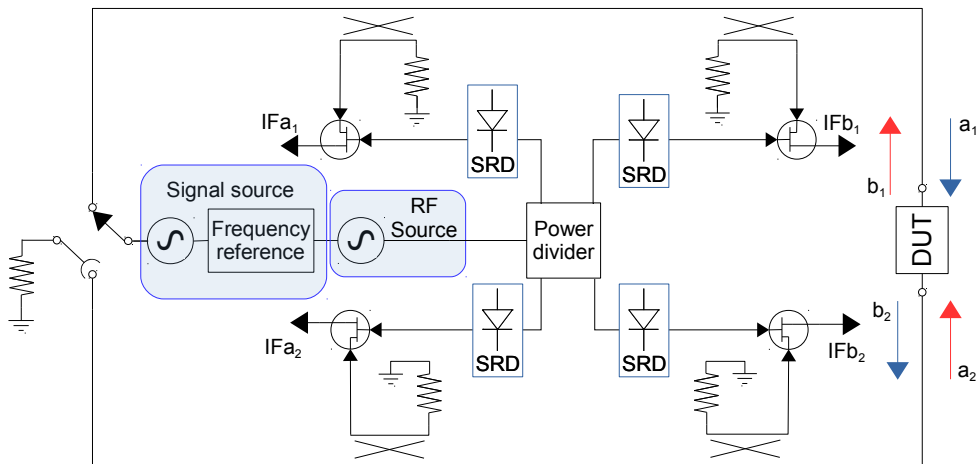 IFa1
SRD
SRD
IFb1
a1
b1
Signal source
Frequency
reference
RF
Source
Power
divider
DUT
IFa2
SRD
SRD
IFb2
b2
a2